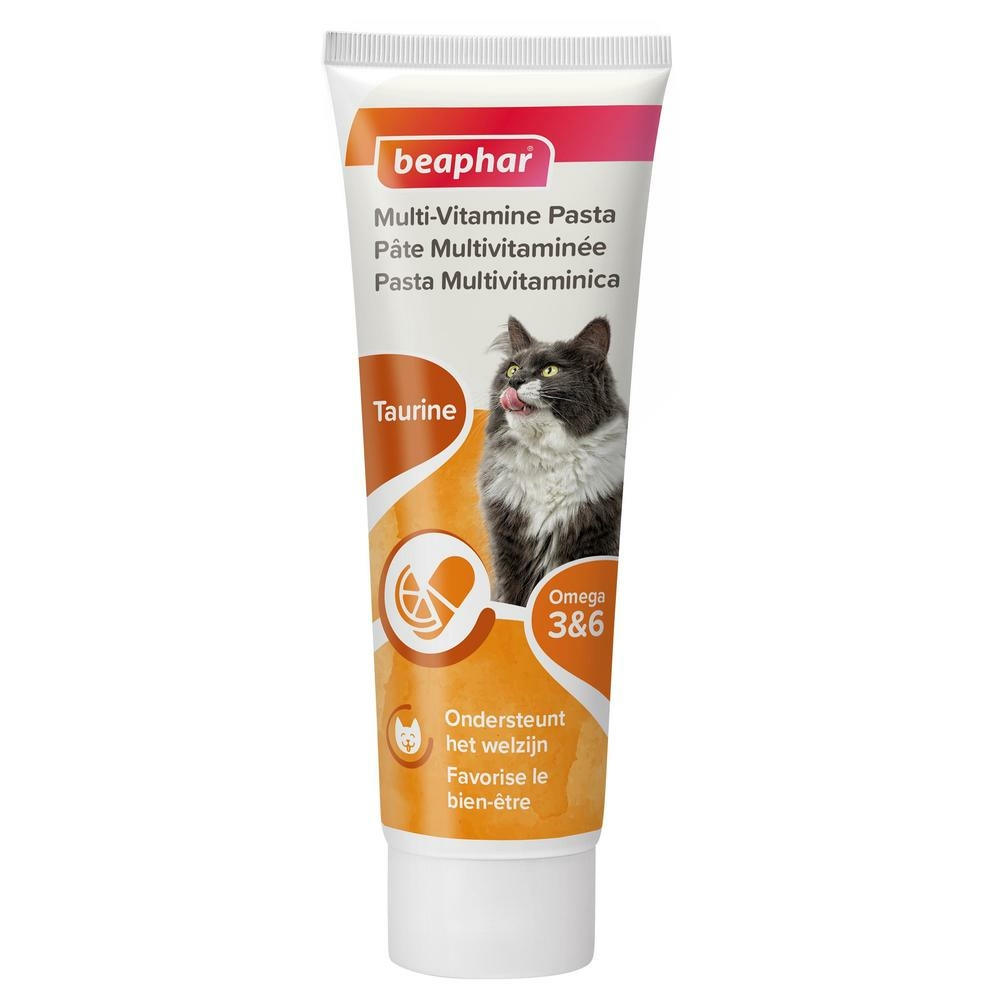 beaphar®
Multi-Vitamine Pasta
Pâte Multivitaminée
Pasta Multivitaminica
Taurine
Omega
3&6
Ondersteunt
het welzijn
Favorise le
bien-être